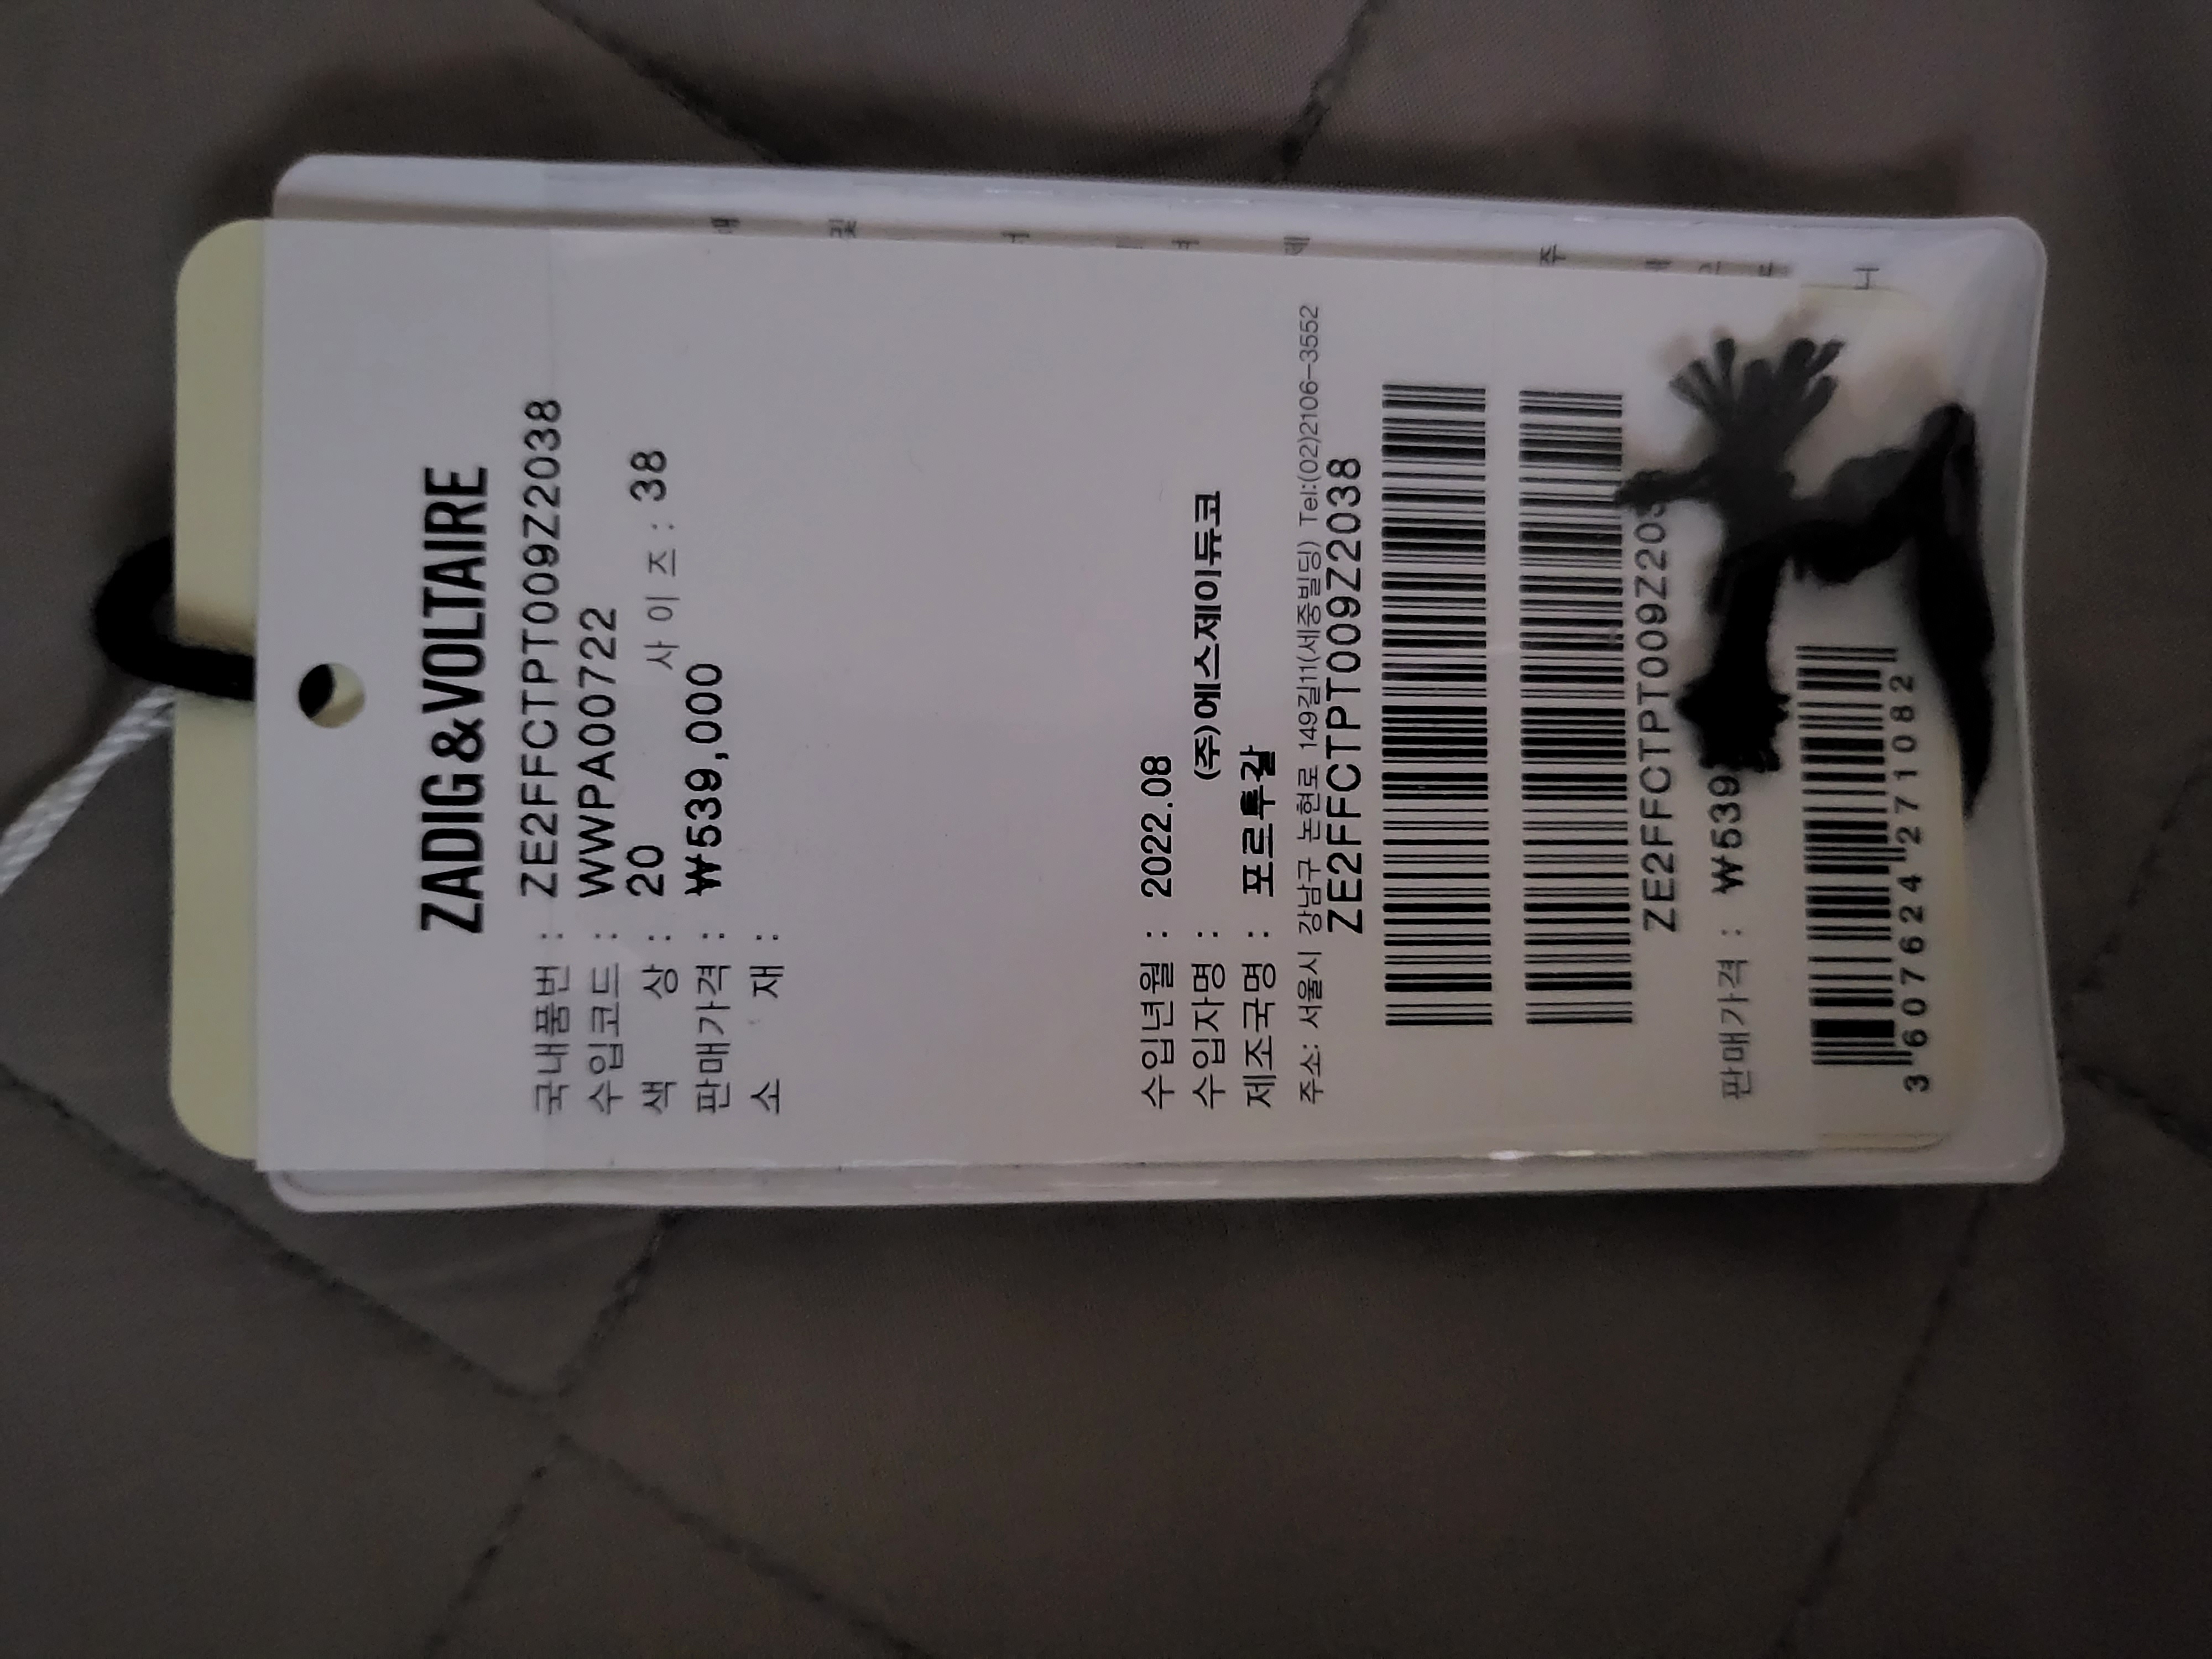 ZADIG&VOLTAIRE
국내품번 : ZE2FFCTPT009Z2038
수입코드 : WWPA00722
색 상 : 20 사이즈 : 38
판매가격 : ₩539,000
소 재 :
수입년월 : 2022.08
수입자명 : (주)에스제이듀코
제조국명 : 포르투갈
주소: 서울시 강남구 논현로 149길11(세중빌딩) Tel:(02)2106-3552
ZE2FFCTPT009Z2038
ZE2FFCTPT009Z203
판매가격 : ₩539
3 607624 271082